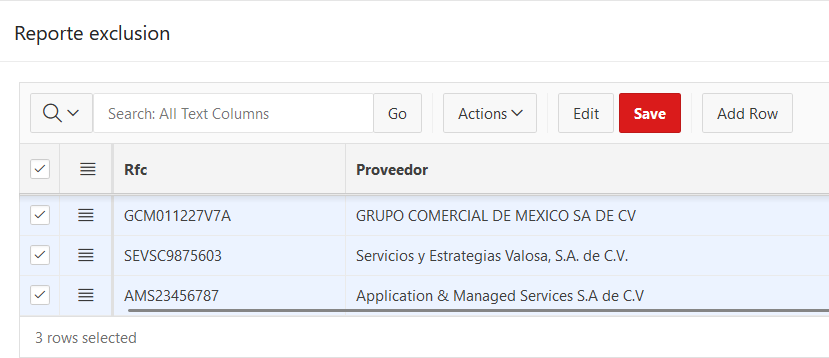 Reporte exclusion
Search: All Text Columns Go Actions Edit Save Add Row
Rfc Proveedor
GCM011227V7A GRUPO COMERCIAL DE MEXICO SA DE CV
SEVSC9875603 Servicios y Estrategias Valosa, S.A. de C.V.
AMS23456787 Application & Managed Services S.A de C.V
3 rows selected